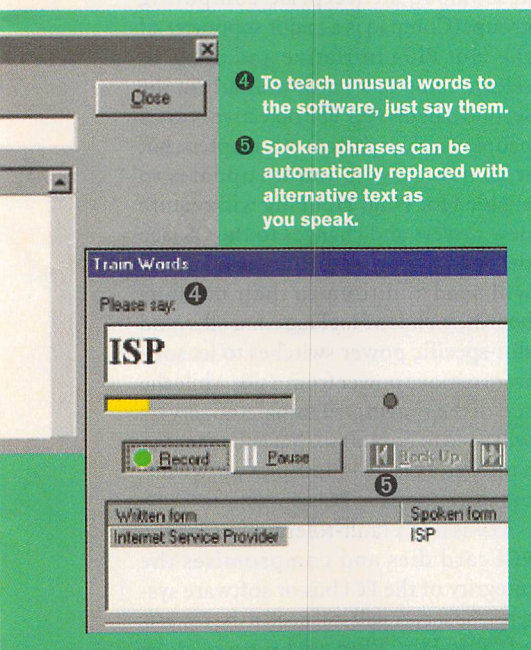 Close
❹ To teach unusual words to
the software, just say them.
❺ Spoken phrases can be
automatically replaced with
alternative text as
you speak.
Train Words
Please say: ❹
ISP
Record Pause Back Up
❺
Written form Spoken form
Internet Service Provider ISP